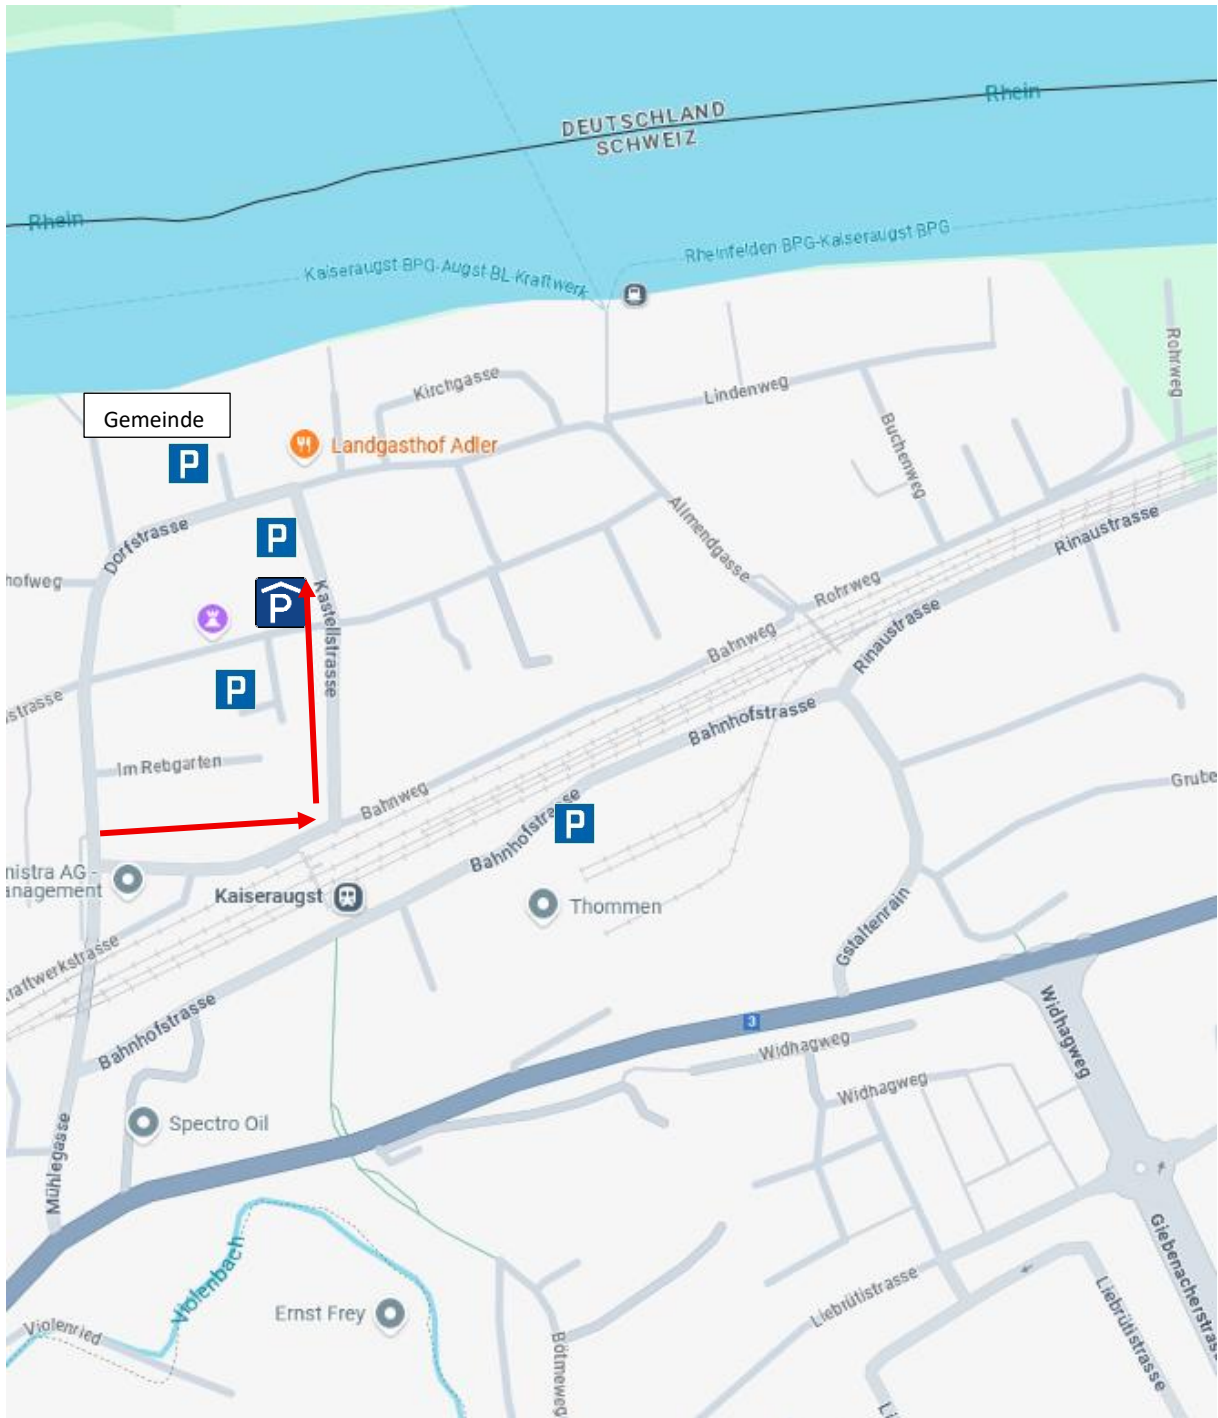 Rhein
DEUTSCHLAND
SCHWEIZ
Rhein
Rheinfelden BPG-Kaiseraugst BPG
Kaiseraugst BPG-Augst BL-Kraftwerk
Rohrweg
Kirchgasse
Lindenweg
Gemeinde
P
Landgasthof Adler
Buchenweg
Dorfstrasse
P
Allmendgasse
Rinaustrasse
hofweg
P
Kastellstrasse
Rohrweg
Rinaustrasse
Bahnweg
P
strasse
Bahnhofstrasse
Im Rebgarten
Bahnweg
Grube
Bahnhofstrasse
P
nistra AG -
anagement
Kaiseraugst
Thommen
Gstaltenrain
raftwerkstrasse
Bahnhofstrasse
3
Widhagweg
Widhagweg
Widhagweg
Spectro Oil
Mühlegasse
Violenbach
Giebenacherstrass
Liebrütistrasse
Liebrütistrasse
Ernst Frey
Violenried
Bötmeweg
Li